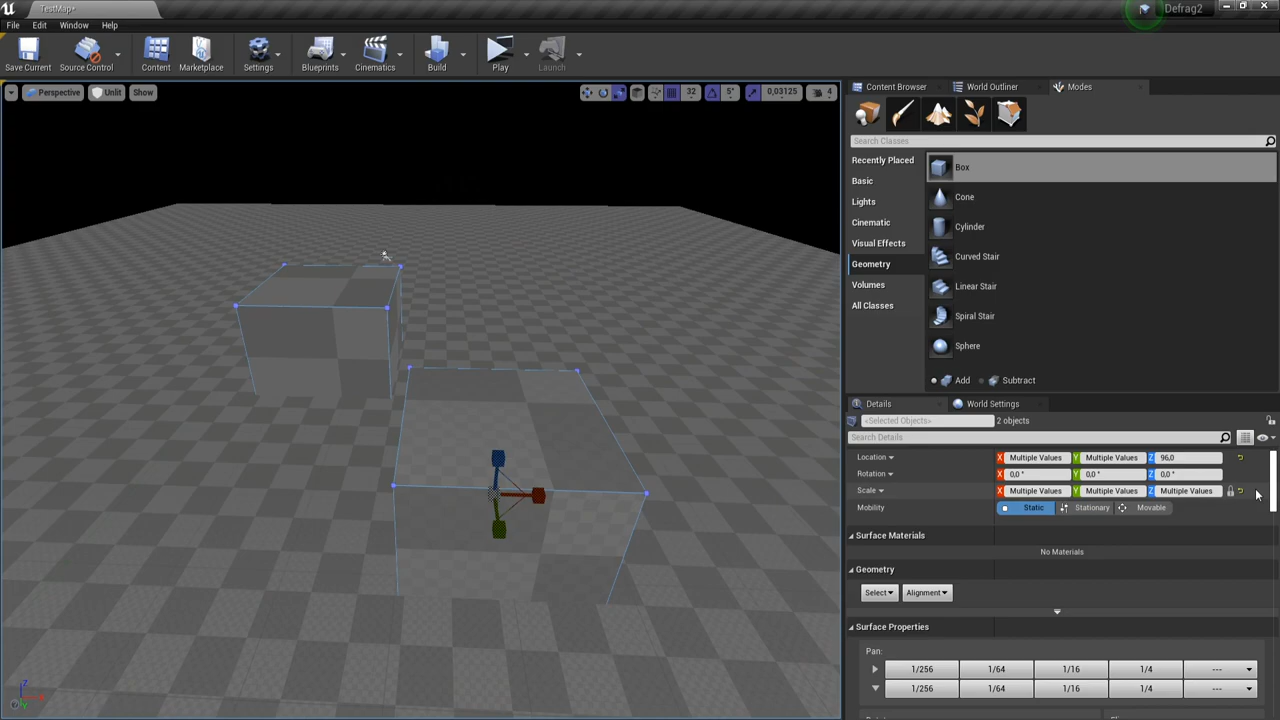 TestMap*
Defrag2
File Edit Window Help
Save Current Source Control Content Marketplace Settings Blueprints Cinematics Build Play Launch
Perspective Unlit Show 32 5° 0,03125 4
Content Browser World Outliner Modes
Search Classes
Recently Placed
Basic
Lights
Cinematic
Visual Effects
Geometry
Volumes
All Classes
Box
Cone
Cylinder
Curved Stair
Linear Stair
Spiral Stair
Sphere
Add Subtract
Details World Settings
<Selected Objects> 2 objects
Search Details
Location X Multiple Values Y Multiple Values Z 96,0
Rotation X 0,0 ° Y 0,0 ° Z 0,0 °
Scale X Multiple Values Y Multiple Values Z Multiple Values
Mobility Static Stationary Movable
Surface Materials
No Materials
Geometry
Select Alignment
Surface Properties
Pan:
1/256 1/64 1/16 1/4 ---
1/256 1/64 1/16 1/4 ---